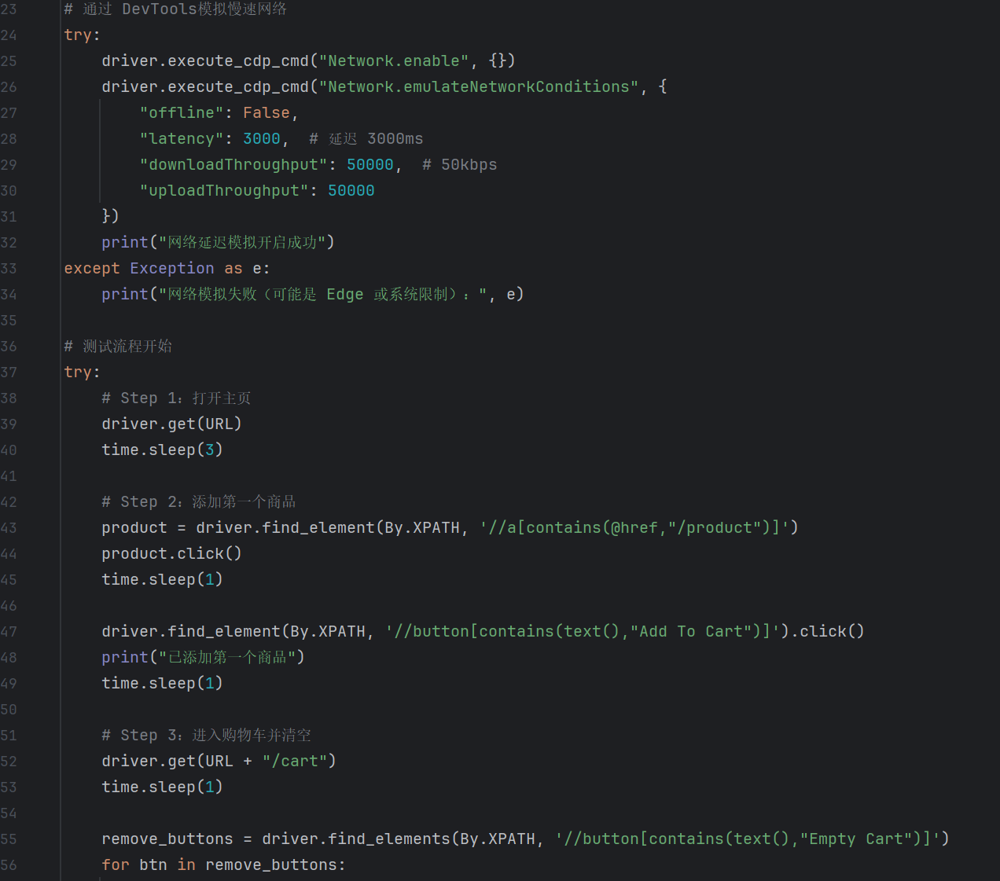 23 # 通过 DevTools模拟慢速网络
24 try:
25 driver.execute_cdp_cmd("Network.enable", {})
26 driver.execute_cdp_cmd("Network.emulateNetworkConditions", {
27 "offline": False,
28 "latency": 3000,  # 延迟 3000ms
29 "downloadThroughput": 50000,  # 50kbps
30 "uploadThroughput": 50000
31 })
32 print("网络延迟模拟开启成功")
33 except Exception as e:
34 print("网络模拟失败（可能是 Edge 或系统限制）：", e)
35
36 # 测试流程开始
37 try:
38 # Step 1：打开主页
39 driver.get(URL)
40 time.sleep(3)
41
42 # Step 2：添加第一个商品
43 product = driver.find_element(By.XPATH, '//a[contains(@href,"/product")]')
44 product.click()
45 time.sleep(1)
46
47 driver.find_element(By.XPATH, '//button[contains(text(),"Add To Cart")]').click()
48 print("已添加第一个商品")
49 time.sleep(1)
50
51 # Step 3：进入购物车并清空
52 driver.get(URL + "/cart")
53 time.sleep(1)
54
55 remove_buttons = driver.find_elements(By.XPATH, '//button[contains(text(),"Empty Cart")]')
56 for btn in remove_buttons: